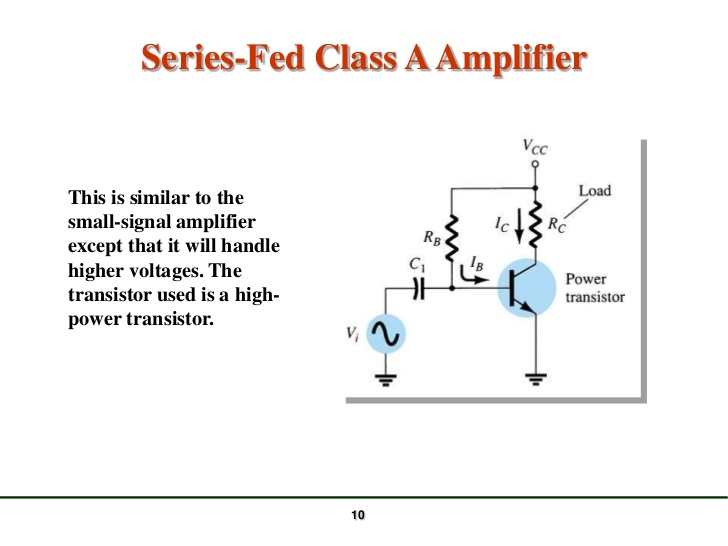 Series-Fed Class A Amplifier
This is similar to the
small-signal amplifier
except that it will handle
higher voltages. The
transistor used is a high-
power transistor.
VCC
Load
IC
RC
RB
C1
IB
Power
transistor
Vi
10